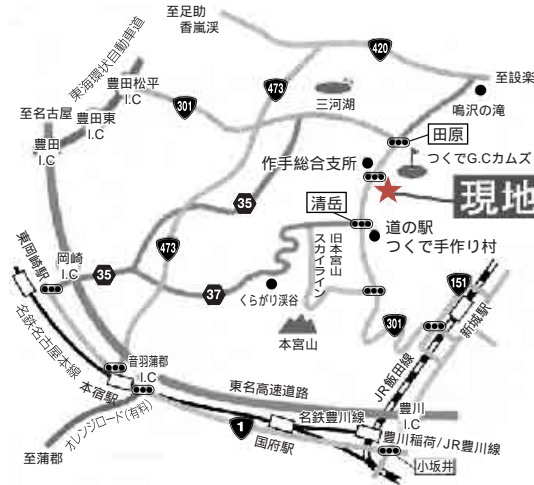 至足助
香嵐渓
420
東海環状自動車道
473
至設楽
豊田松平
I.C
三河湖
鳴沢の滝
301
至名古屋
豊田東
I.C
田原
豊田
I.C
作手総合支所
つくでG.Cカムズ
現地
35
清岳
道の駅
つくで手作り村
旧本宮山
スカイライン
473
東岡崎駅
岡崎
I.C
35
37
くらがり渓谷
151
新城駅
301
本宮山
名鉄名古屋本線
JR飯田線
音羽蒲郡
I.C
本宿駅
東名高速道路
オレンジロード(有料)
名鉄豊川線
豊川
I.C
1
国府駅
豊川稲荷/JR豊川線
至蒲郡
小坂井